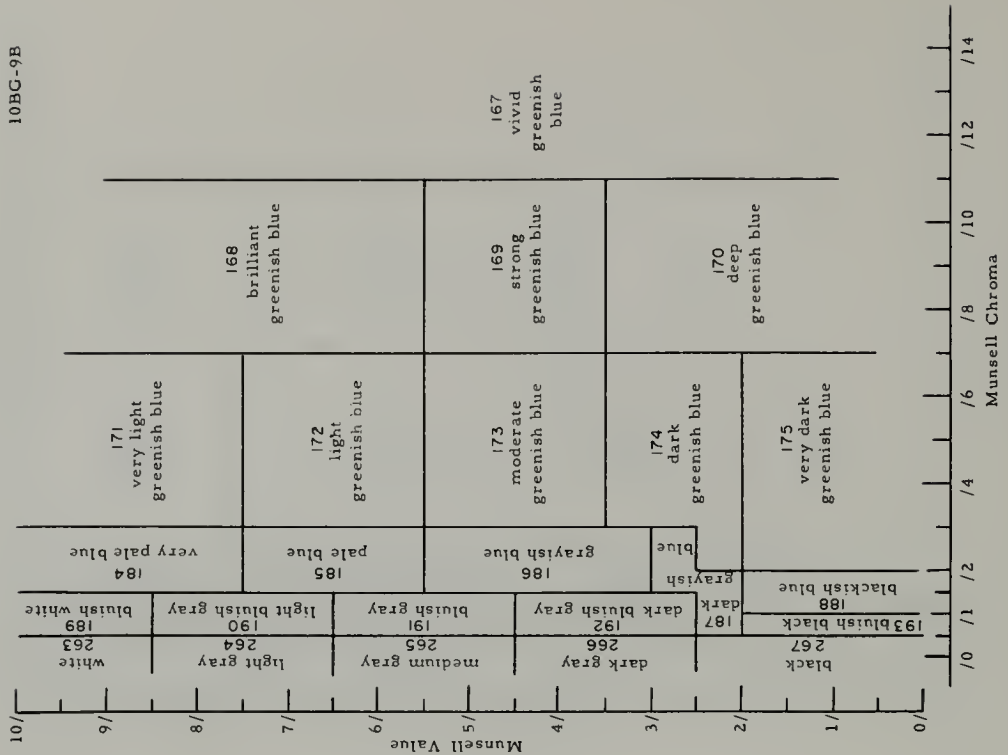 10BG-9B
167
vivid
greenish
blue
168
brilliant
greenish blue
169
strong
greenish blue
170
deep
greenish blue
171
very light
greenish blue
172
light
greenish blue
173
moderate
greenish blue
174
dark
greenish blue
175
very dark
greenish blue
184
very pale blue
185
pale blue
186
grayish blue
187
dark
grayish
blue
188
blackish blue
189
bluish white
190
light bluish gray
191
bluish gray
192
dark bluish gray
193 bluish black
263
white
264
light gray
265
medium gray
266
dark gray
267
black
Munsell Value
10/
9/
8/
7/
6/
5/
4/
3/
2/
1/
0/
/0
/1
/2
/4
/6
/8
/10
/12
/14
Munsell Chroma